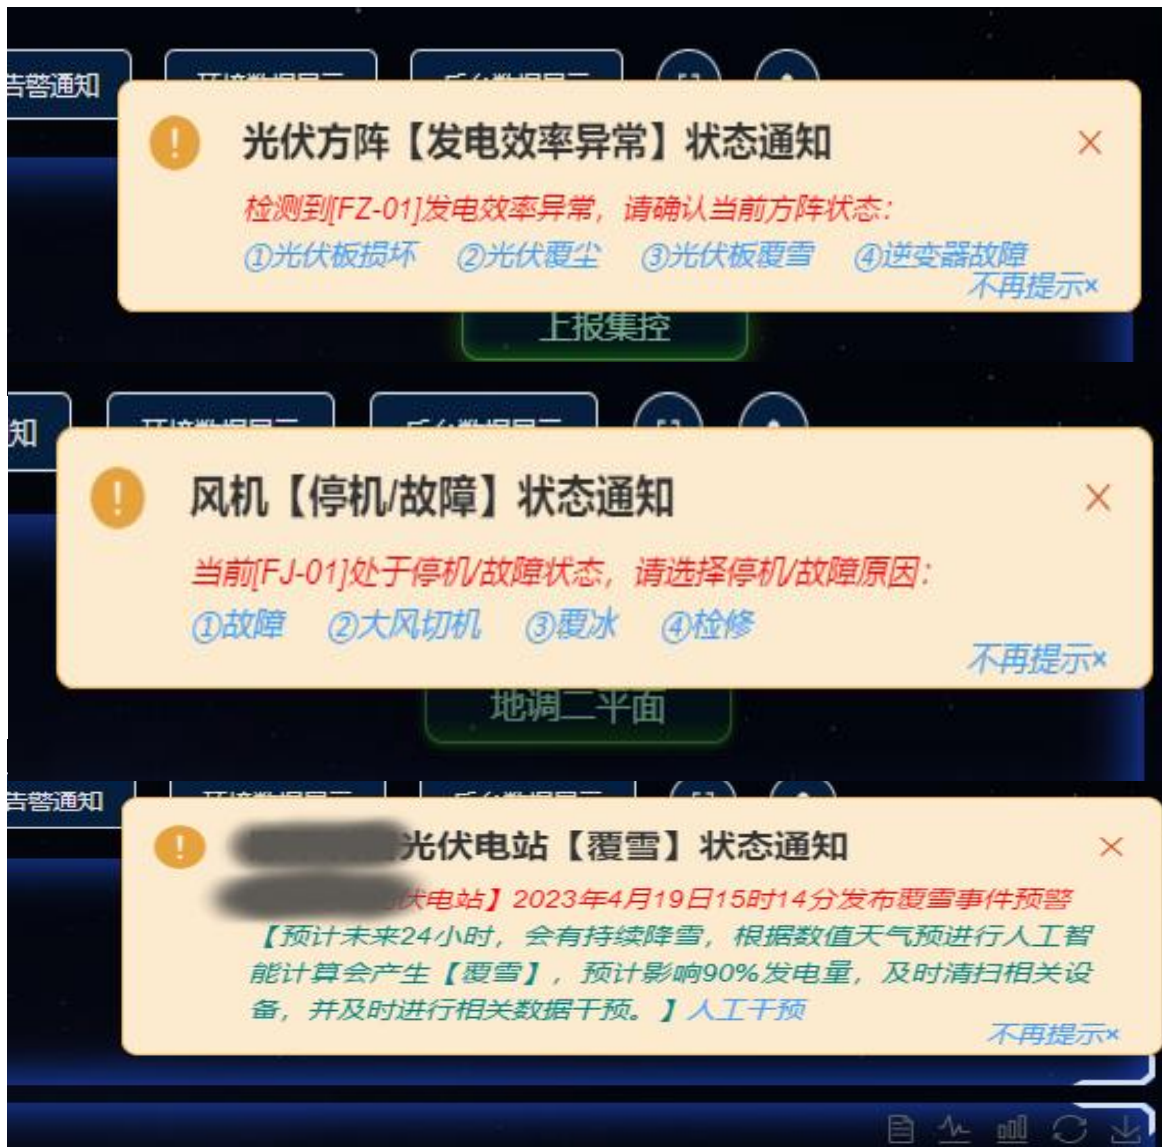 告警通知
光伏方阵【发电效率异常】状态通知
检测到[FZ-01]发电效率异常，请确认当前方阵状态：
①光伏板损坏 ②光伏覆尘 ③光伏板覆雪 ④逆变器故障
不再提示×
上报集控
知
风机【停机/故障】状态通知
当前[FJ-01]处于停机/故障状态，请选择停机/故障原因：
①故障 ②大风切机 ③覆冰 ④检修
不再提示×
地调二平面
告警通知
光伏电站【覆雪】状态通知
伏电站】2023年4月19日15时14分发布覆雪事件预警
【预计未来24小时，会有持续降雪，根据数值天气预进行人工智
能计算会产生【覆雪】，预计影响90%发电量，及时清扫相关设
备，并及时进行相关数据干预。】人工干预
不再提示×